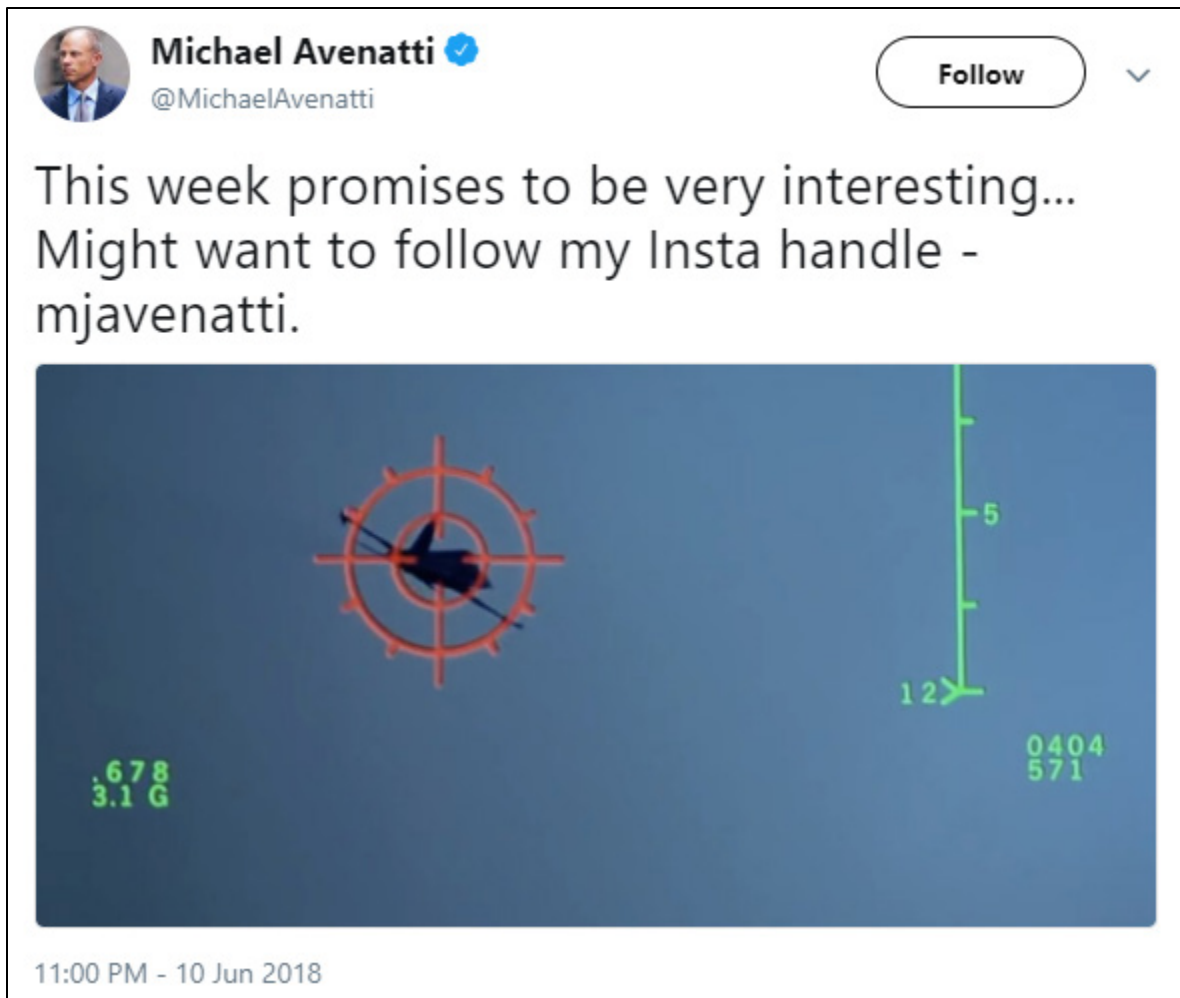 Michael Avenatti
@MichaelAvenatti
Follow
This week promises to be very interesting...
Might want to follow my Insta handle -
mjavenatti.
5
12
.678
3.1 G
0404
571
11:00 PM - 10 Jun 2018